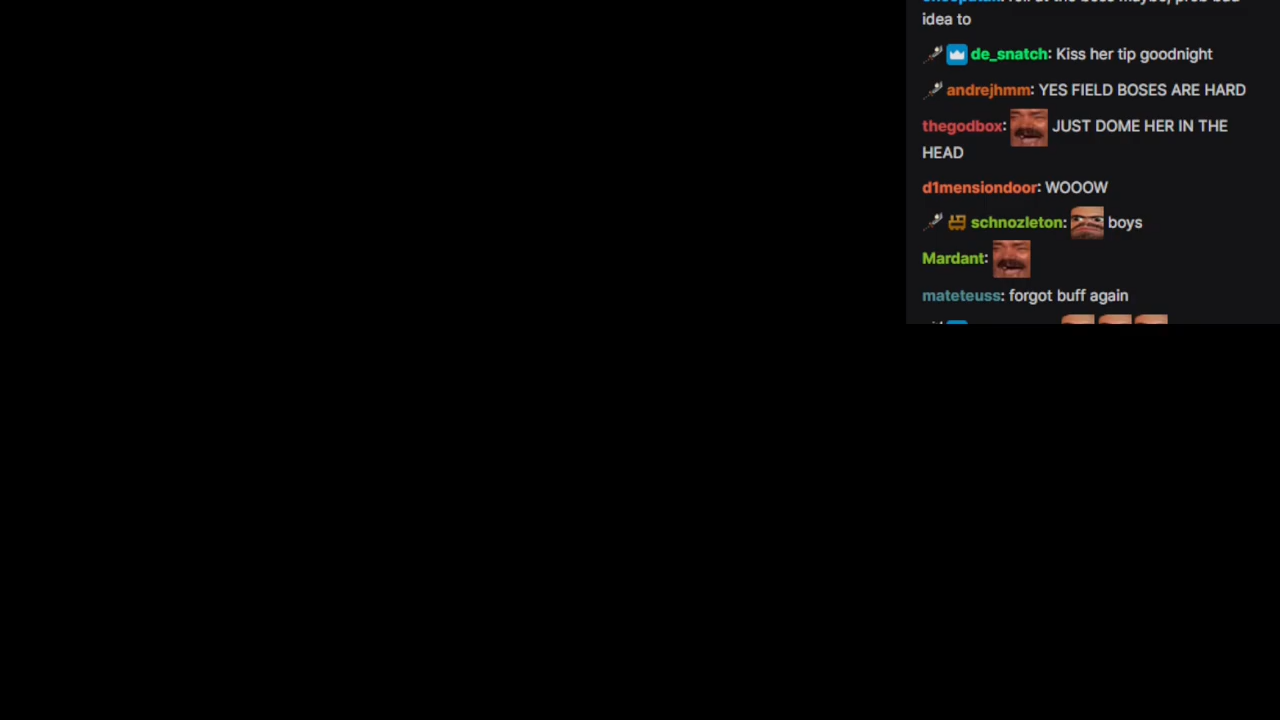 idea to
de_snatch: Kiss her tip goodnight
andrejhmm: YES FIELD BOSES ARE HARD
thegodbox: JUST DOME HER IN THE
HEAD
d1mensiondoor: WOOOW
schnozleton: boys
Mardant:
mateteuss: forgot buff again